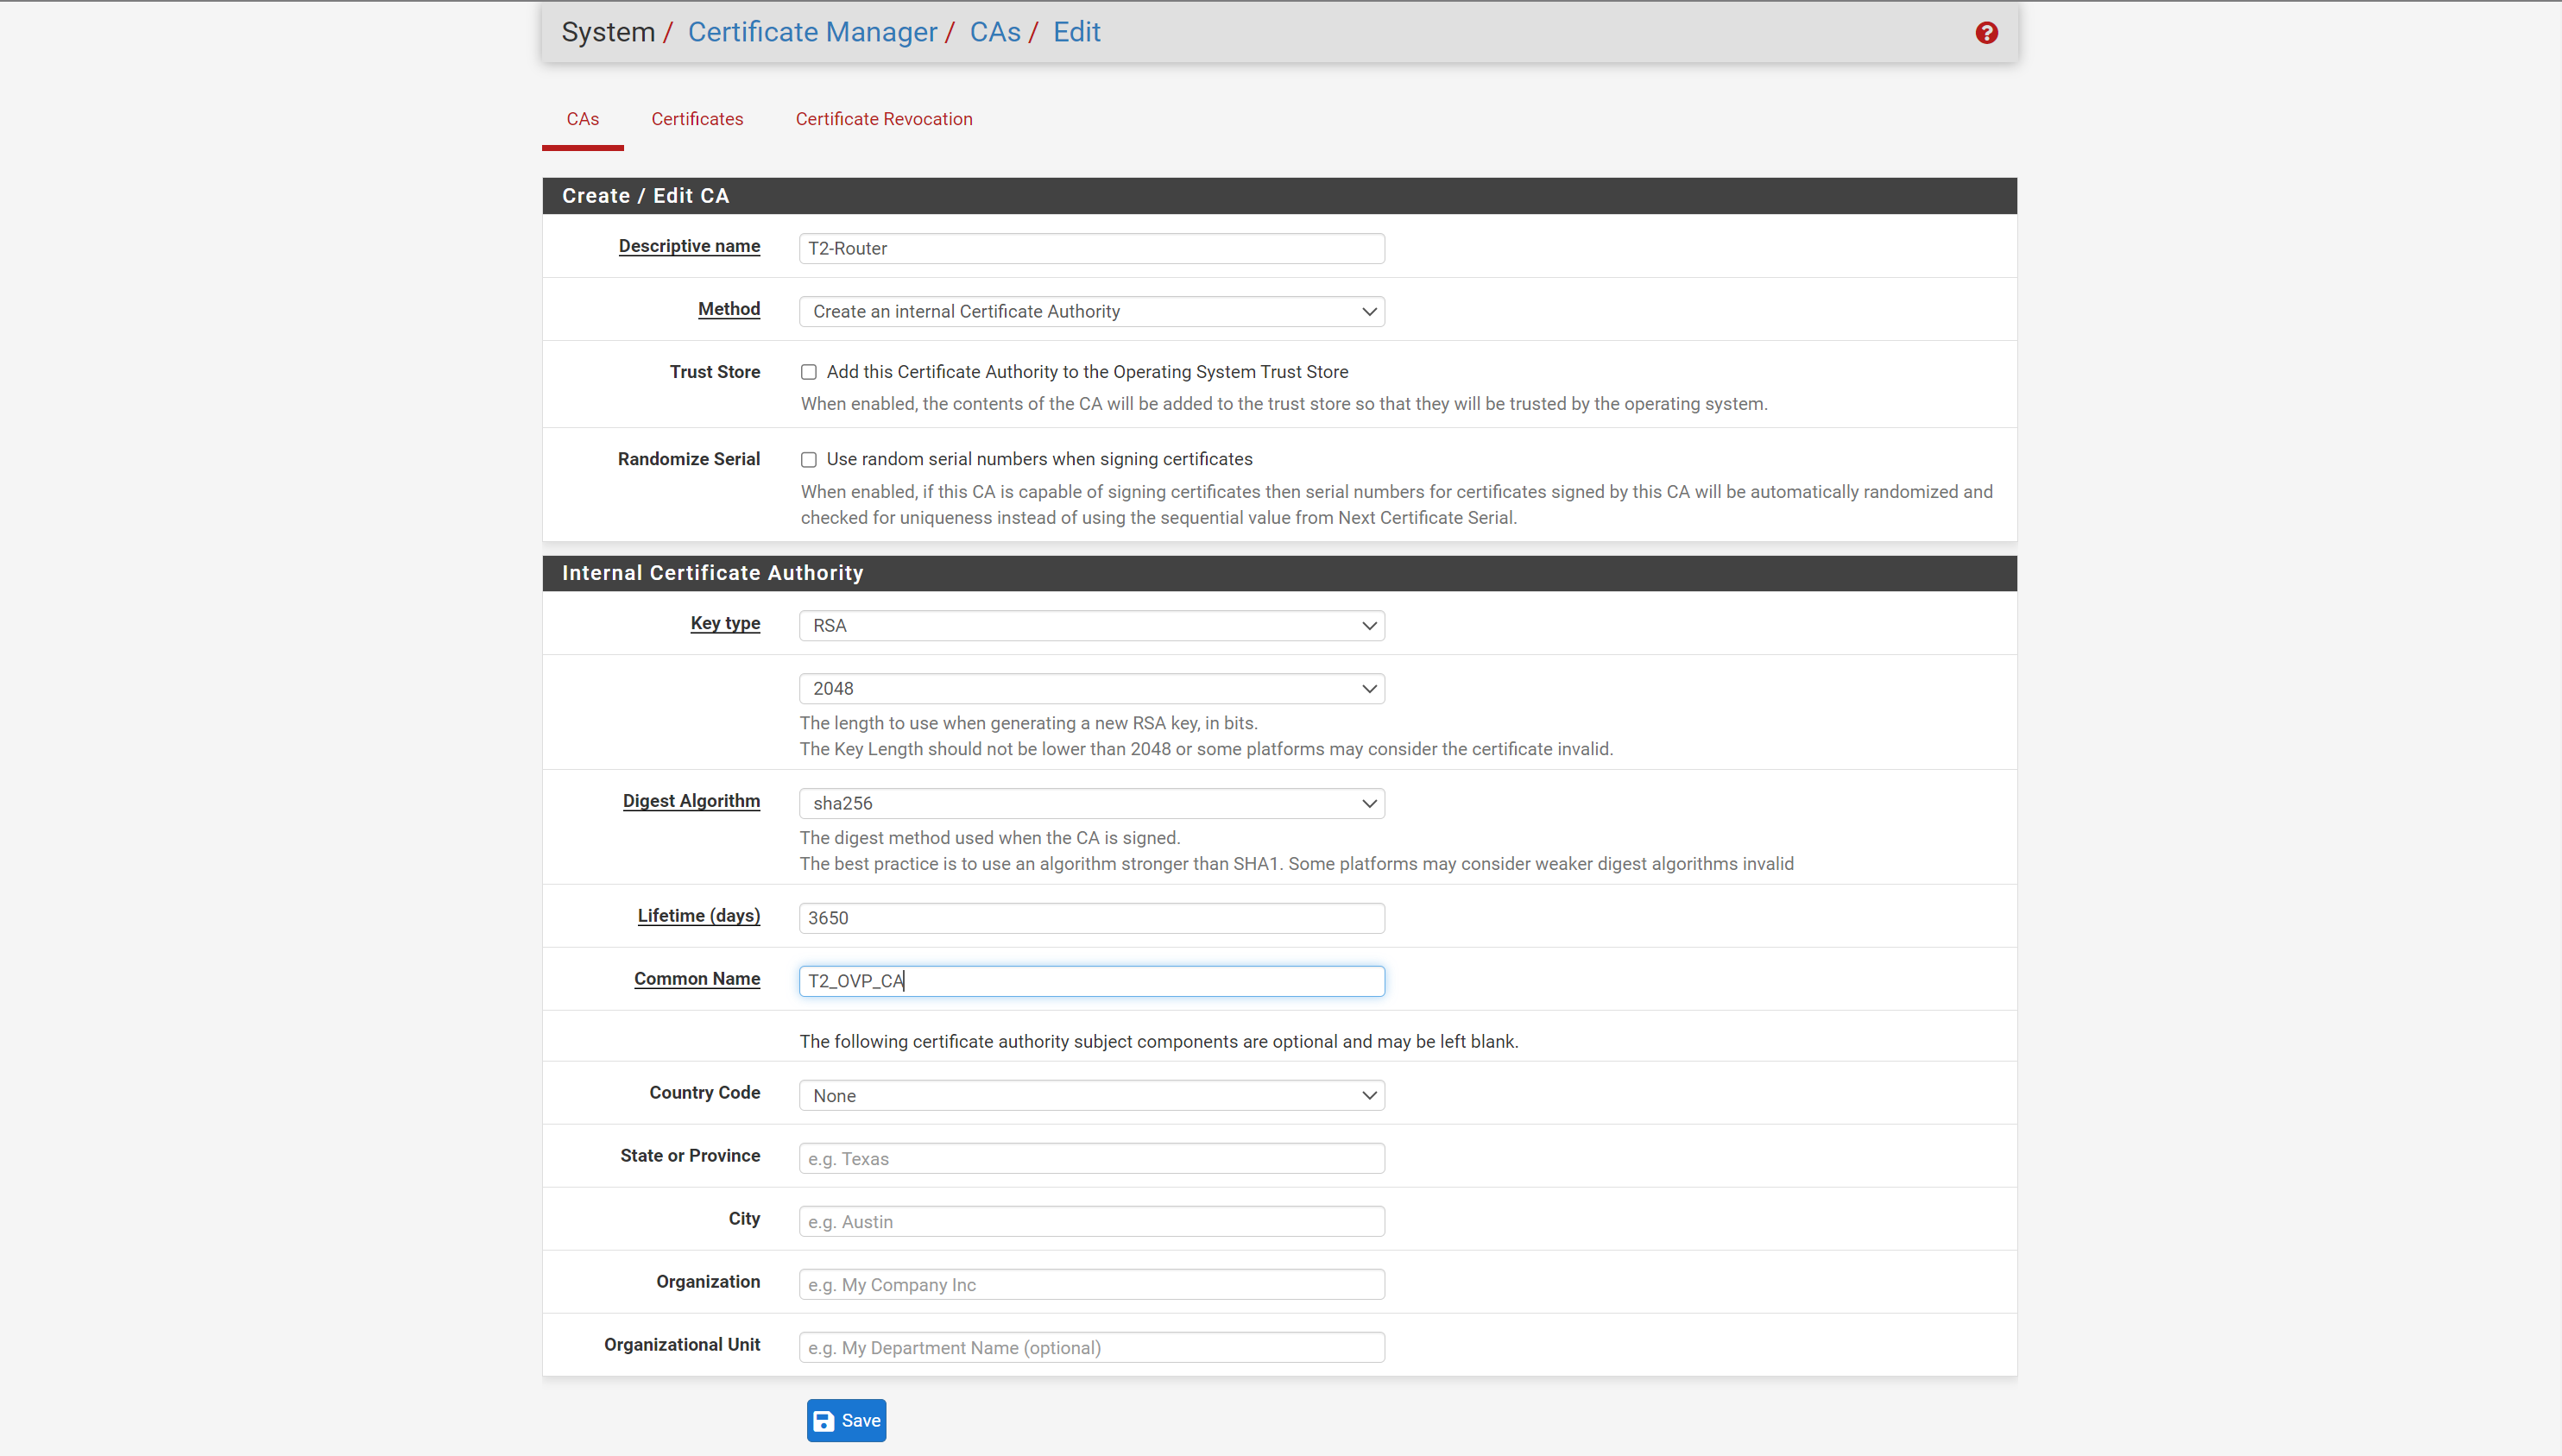 System / Certificate Manager / CAs / Edit
?
CAs Certificates Certificate Revocation
Create / Edit CA
Descriptive name T2-Router
Method Create an internal Certificate Authority
Trust Store Add this Certificate Authority to the Operating System Trust Store
When enabled, the contents of the CA will be added to the trust store so that they will be trusted by the operating system.
Randomize Serial Use random serial numbers when signing certificates
When enabled, if this CA is capable of signing certificates then serial numbers for certificates signed by this CA will be automatically randomized and
checked for uniqueness instead of using the sequential value from Next Certificate Serial.
Internal Certificate Authority
Key type RSA
2048
The length to use when generating a new RSA key, in bits.
The Key Length should not be lower than 2048 or some platforms may consider the certificate invalid.
Digest Algorithm sha256
The digest method used when the CA is signed.
The best practice is to use an algorithm stronger than SHA1. Some platforms may consider weaker digest algorithms invalid
Lifetime (days) 3650
Common Name T2_OVP_CA
The following certificate authority subject components are optional and may be left blank.
Country Code None
State or Province e.g. Texas
City e.g. Austin
Organization e.g. My Company Inc
Organizational Unit e.g. My Department Name (optional)
Save